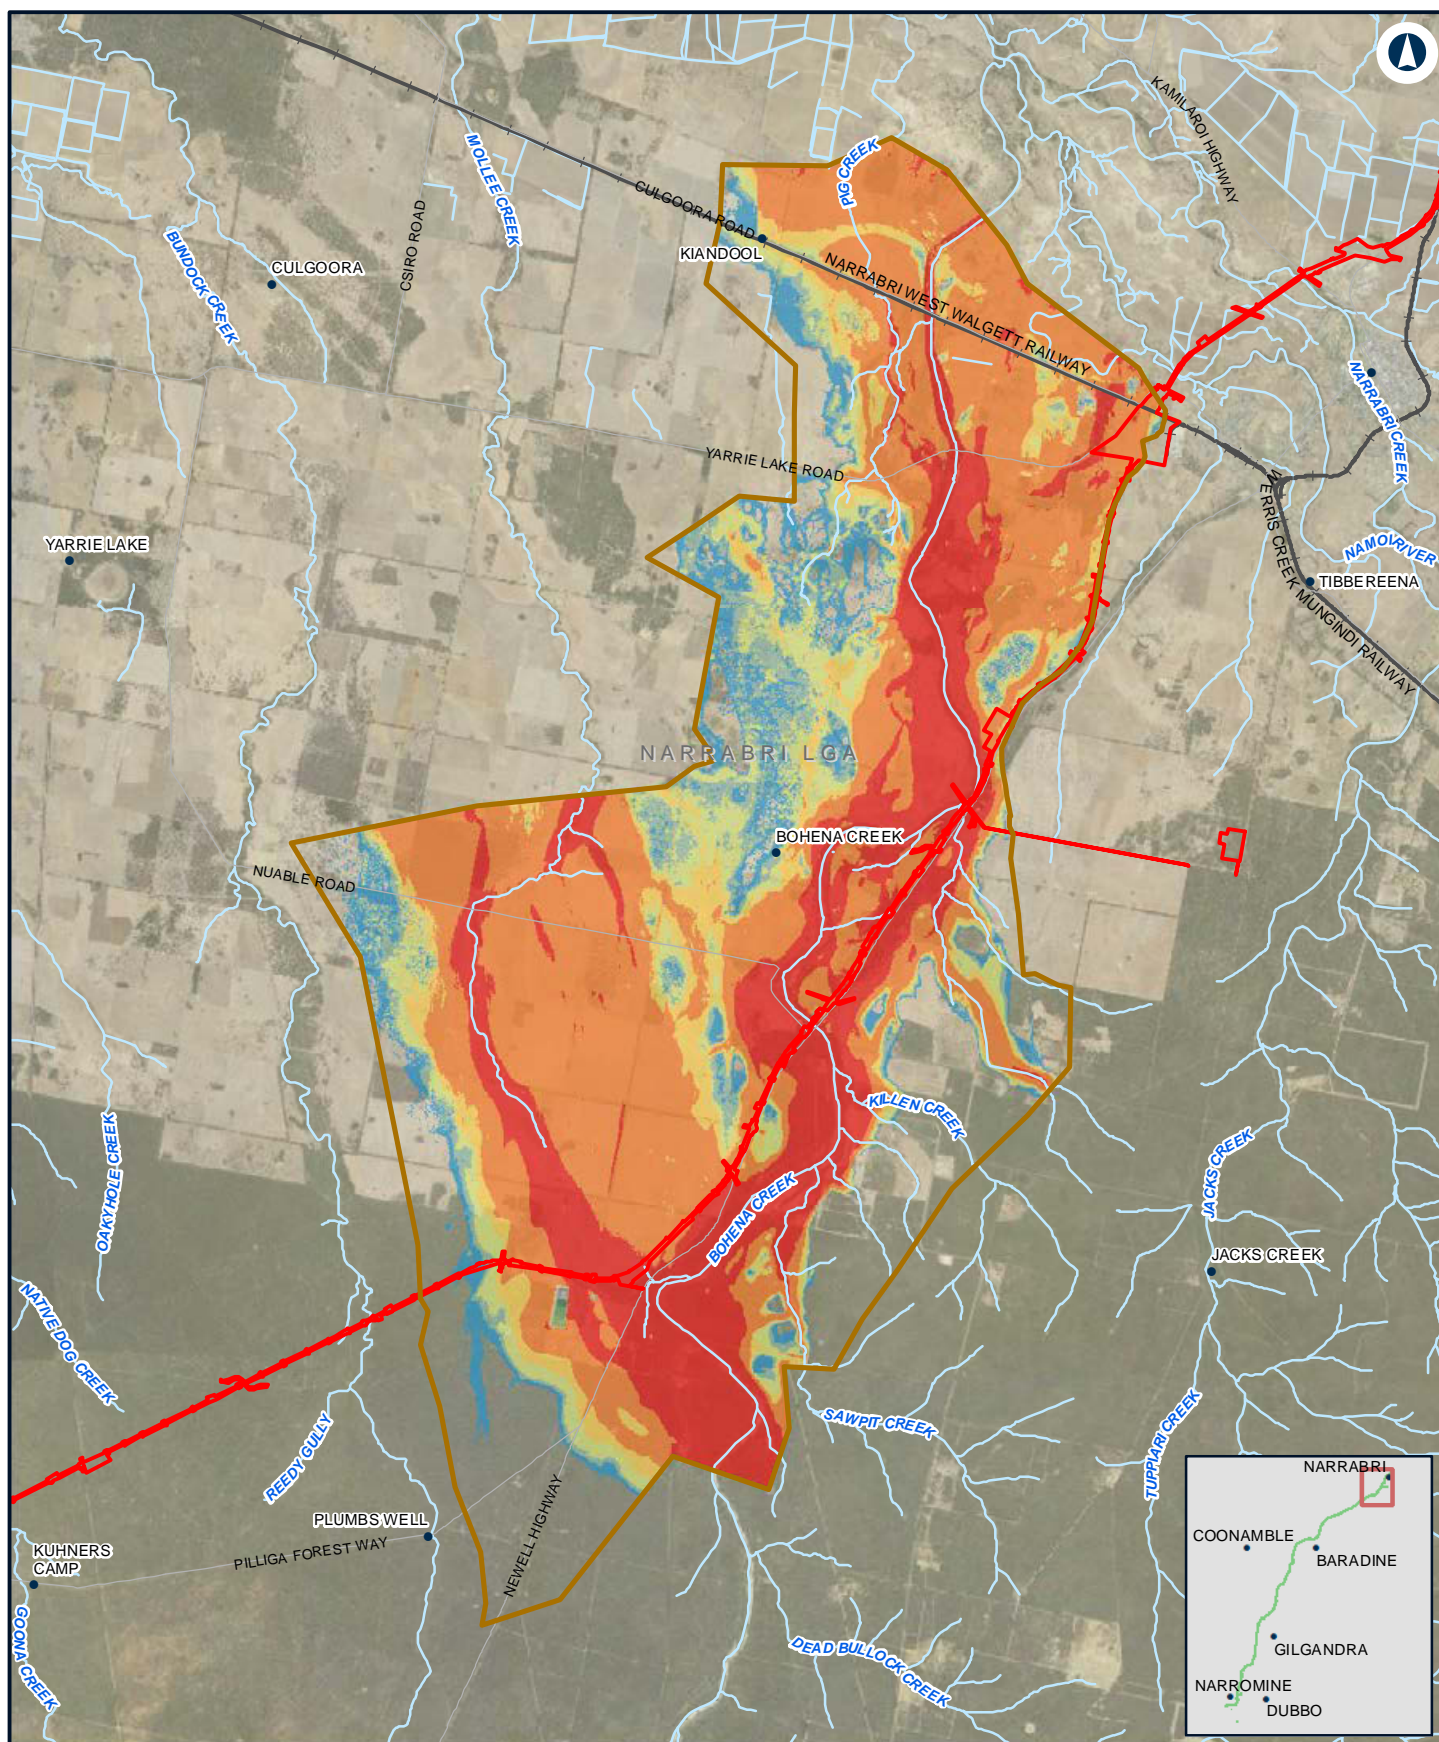 KAMILAROI HIGHWAY
PIG CREEK
MOLLEE CREEK
CULGOORA ROAD
CSIRO ROAD
BUNDOCK CREEK
CULGOORA
KIANDOOL
NARRABRI WEST WALGETT RAILWAY
NARRABRI CREEK
YARRIE LAKE ROAD
WERRIS CREEK MUNGINDI RAILWAY
YARRIE LAKE
NAMOI RIVER
TIBBEREENA
NARRABRI LGA
BOHENA CREEK
NUABLE ROAD
KILLEN CREEK
OAKYHOLE CREEK
JACKS CREEK
BOHENA CREEK
JACKS CREEK
NATIVE DOG CREEK
SAWPIT CREEK
TUPPIARI CREEK
REEDY GULLY
PLUMBS WELL
NEWELL HIGHWAY
PILLIGA FOREST WAY
KUHNERS
CAMP
GOONA CREEK
DEAD BULLOCK CREEK
NARRABRI
COONAMBLE
BARADINE
GILGANDRA
NARROMINE
DUBBO